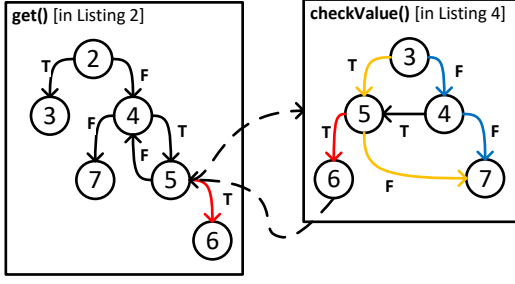 get() [in Listing 2]
checkValue() [in Listing 4]
2
T
F
3
4
F
T
F
7
5
T
6
3
T
F
5
T
4
T
F
6
F
7